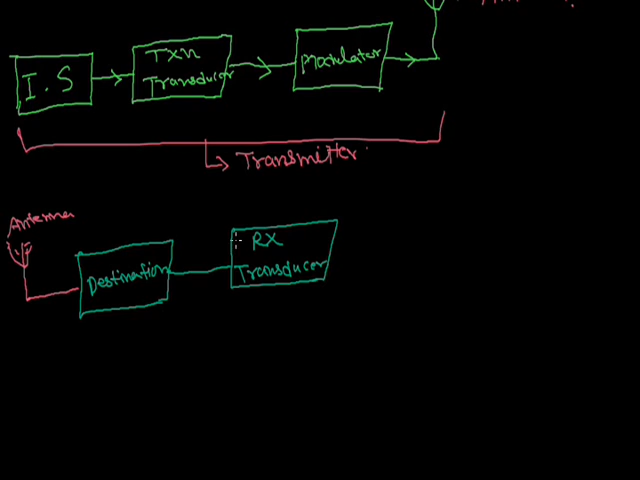 I.S
Txn
Transducer
Modulator
Transmitter
Antenna
Destination
RX
Transducer